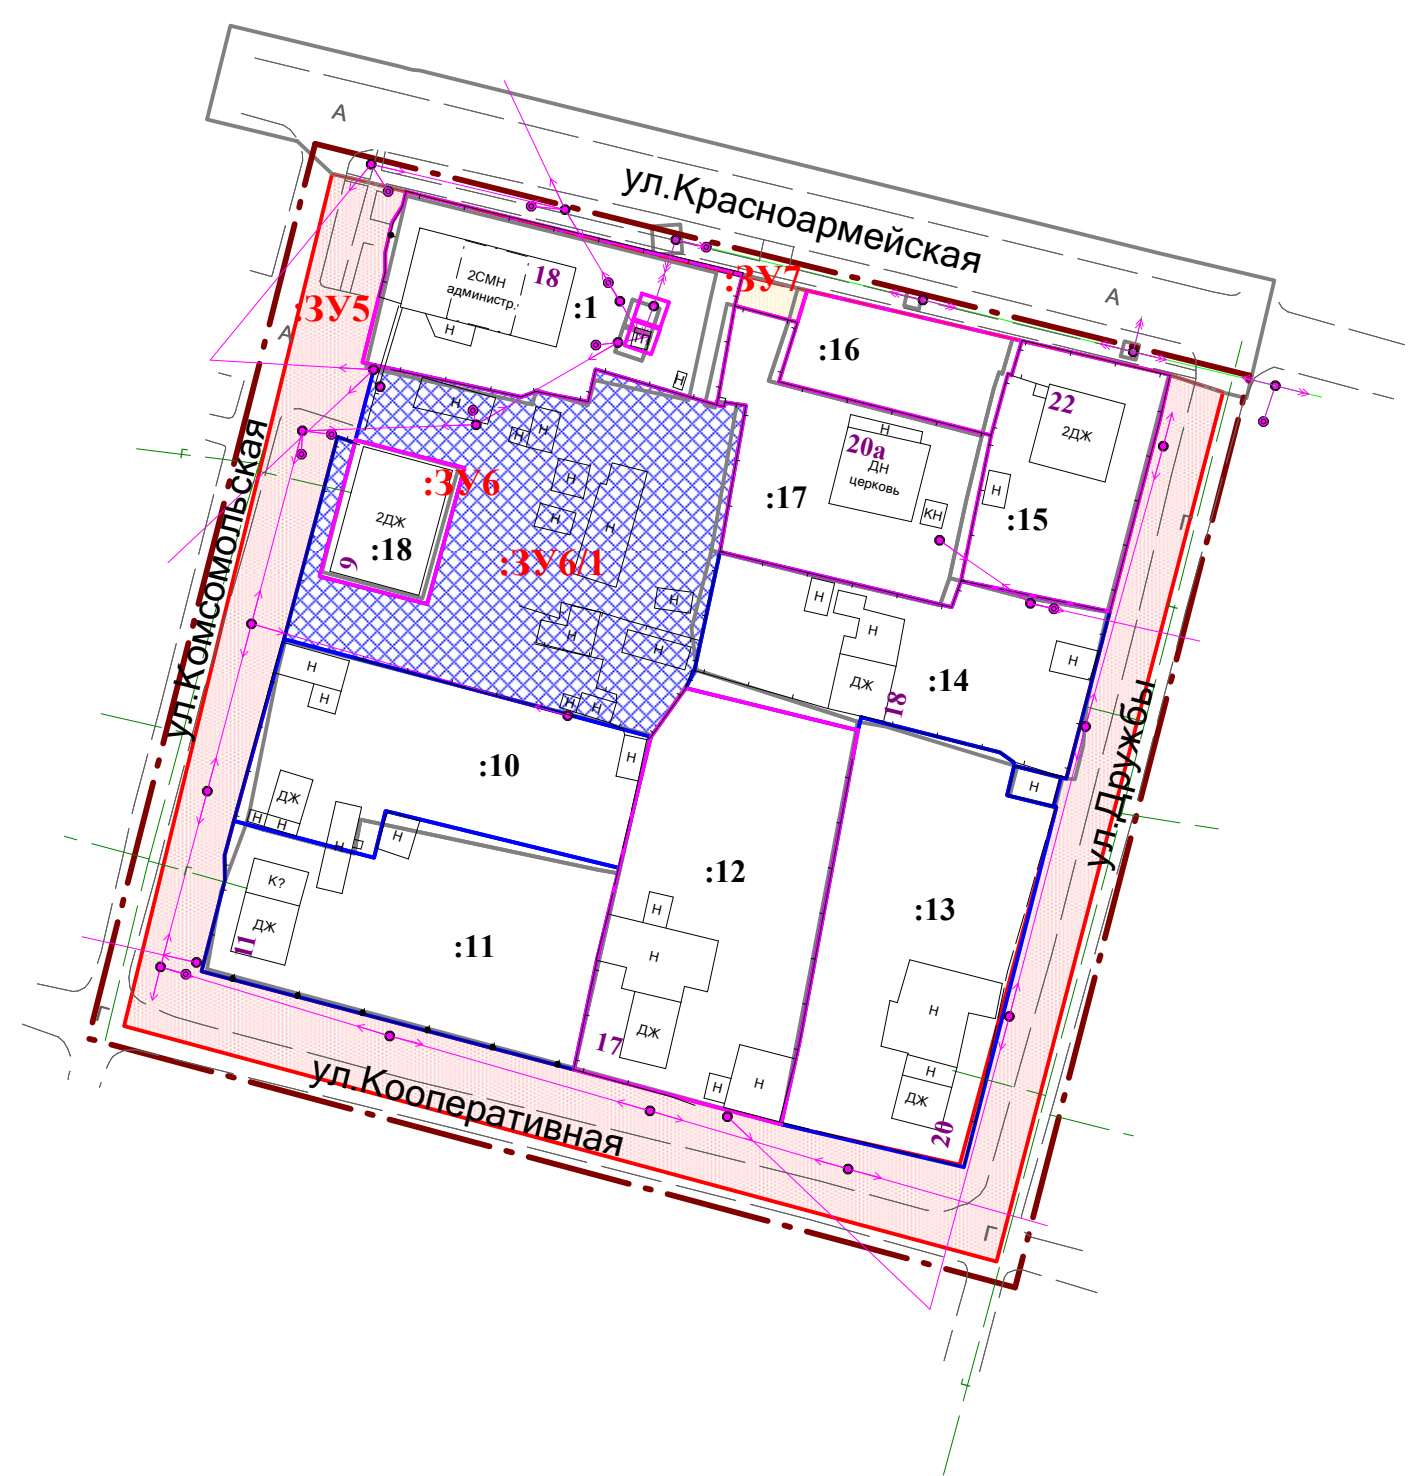 А
ул.Красноармейская
:ЗУ7
А
18
2СМН
администр.
:1
:ЗУ5
Н
ТП
:16
А
Н
Н
22
2ДЖ
Н
Н
Н
20а
ДН
церковь
Н
:ЗУ6
:17
Н
КН
:15
Г
2ДЖ
:18
9
Н
Н
:ЗУ6/1
Г
ул.Комсомольская
Н
Н
Н
Н
Н
ДЖ
18
:14
Н
Н
Н
Н
Н
Н
:10
Н
ул.Дружбы
ДЖ
Н
Н
Н
Н
:12
К?
ДЖ
11
:11
Н
Н
:13
ДЖ
17
Н
Н
Н
Н
ДЖ
20
Г
ул.Кооперативная
Г
Г
Г